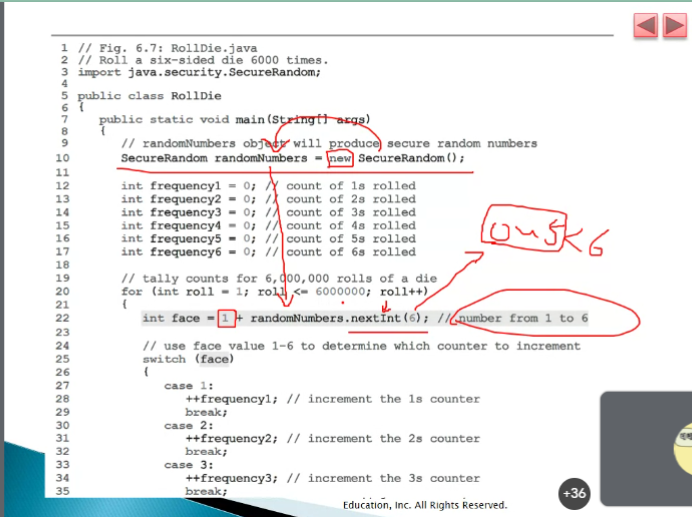 1 // Fig. 6.7: RollDie.java
2 // Roll a six-sided die 6000 times.
3 import java.security.SecureRandom;
4
5 public class RollDie
6 {
7 public static void main(String[] args)
8 {
9 // randomNumbers object will produce secure random numbers
10 SecureRandom randomNumbers = new SecureRandom();
11
12 int frequency1 = 0; // count of 1s rolled
13 int frequency2 = 0; // count of 2s rolled
14 int frequency3 = 0; // count of 3s rolled
15 int frequency4 = 0; // count of 4s rolled
16 int frequency5 = 0; // count of 5s rolled
17 int frequency6 = 0; // count of 6s rolled
18
19 // tally counts for 6,000,000 rolls of a die
20 for (int roll = 1; roll <= 6000000; roll++)
21 {
22 int face = 1 + randomNumbers.nextInt(6); // number from 1 to 6
23
24 // use face value 1-6 to determine which counter to increment
25 switch (face)
26 {
27 case 1:
28 ++frequency1; // increment the 1s counter
29 break;
30 case 2:
31 ++frequency2; // increment the 2s counter
32 break;
33 case 3:
34 ++frequency3; // increment the 3s counter
35 break;
Education, Inc. All Rights Reserved.
+36